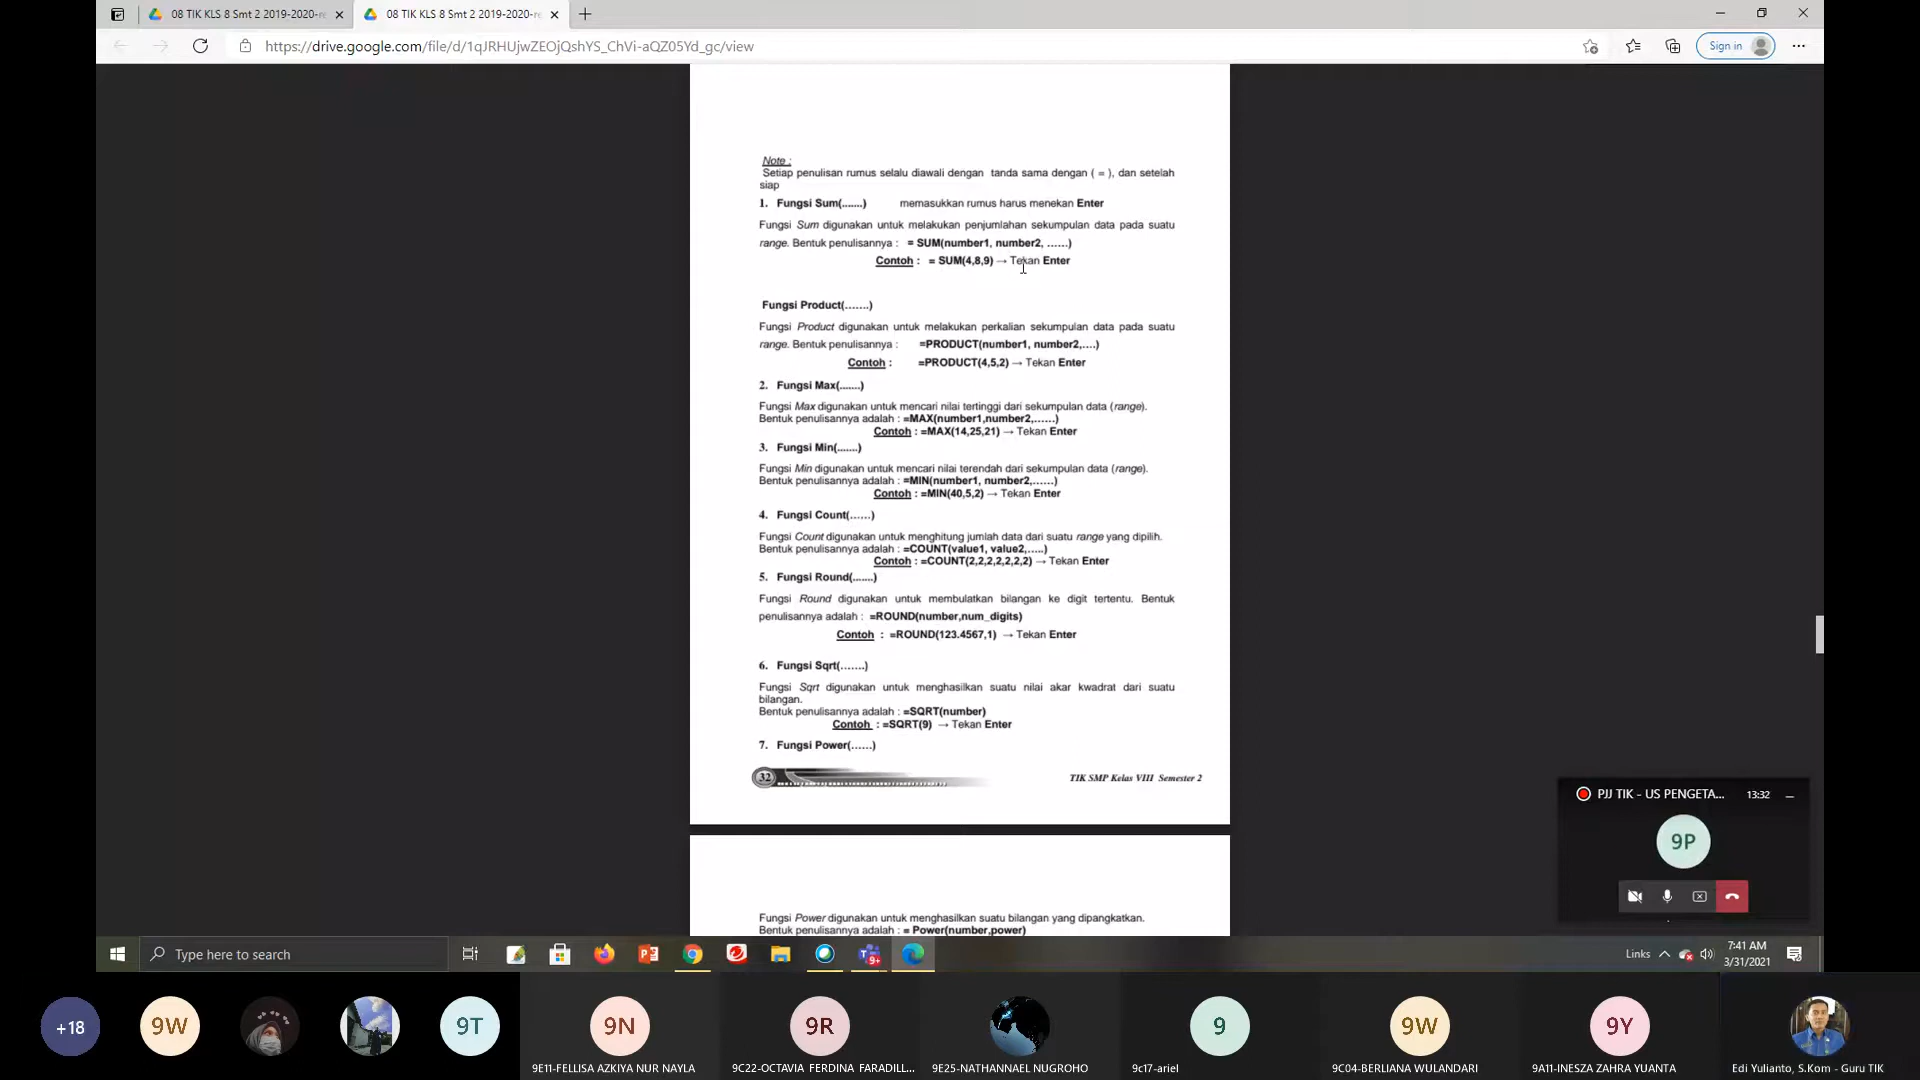 08 TIK KLS 8 Smt 2 2019-2020-re
08 TIK KLS 8 Smt 2 2019-2020-re
https://drive.google.com/file/d/1qJRHUjwZEOjQshYS_ChVi-aQZ05Yd_gc/view
Sign in
Note :
Setiap penulisan rumus selalu diawali dengan tanda sama dengan ( = ), dan setelah
siap
1. Fungsi Sum(.......) memasukkan rumus harus menekan Enter
Fungsi Sum digunakan untuk melakukan penjumlahan sekumpulan data pada suatu
range. Bentuk penulisannya : = SUM(number1, number2, ......)
Contoh : = SUM(4,8,9) → Tekan Enter
Fungsi Product(.......)
Fungsi Product digunakan untuk melakukan perkalian sekumpulan data pada suatu
range. Bentuk penulisannya : =PRODUCT(number1, number2,....)
Contoh : =PRODUCT(4,5,2) → Tekan Enter
2. Fungsi Max(.......)
Fungsi Max digunakan untuk mencari nilai tertinggi dari sekumpulan data (range).
Bentuk penulisannya adalah : =MAX(number1,number2,......)
Contoh : =MAX(14,25,21) → Tekan Enter
3. Fungsi Min(.......)
Fungsi Min digunakan untuk mencari nilai terendah dari sekumpulan data (range).
Bentuk penulisannya adalah : =MIN(number1, number2,......)
Contoh : =MIN(40,5,2) → Tekan Enter
4. Fungsi Count(......)
Fungsi Count digunakan untuk menghitung jumlah data dari suatu range yang dipilih.
Bentuk penulisannya adalah : =COUNT(value1, value2,.....)
Contoh : =COUNT(2,2,2,2,2,2,2) → Tekan Enter
5. Fungsi Round(.......)
Fungsi Round digunakan untuk membulatkan bilangan ke digit tertentu. Bentuk
penulisannya adalah : =ROUND(number,num_digits)
Contoh : =ROUND(123.4567,1) → Tekan Enter
6. Fungsi Sqrt(.......)
Fungsi Sqrt digunakan untuk menghasilkan suatu nilai akar kwadrat dari suatu
bilangan.
Bentuk penulisannya adalah : =SQRT(number)
Contoh : =SQRT(9) → Tekan Enter
7. Fungsi Power(......)
32 TIK SMP Kelas VIII Semester 2
Fungsi Power digunakan untuk menghasilkan suatu bilangan yang dipangkatkan.
Bentuk penulisannya adalah : = Power(number,power)
PJJ TIK - US PENGETA... 13:32
9P
Type here to search
9+
Links
7:41 AM
3/31/2021
+18
9W
9T
9N
9R
9
9W
9Y
9E11-FELLISA AZKIYA NUR NAYLA
9C22-OCTAVIA FERDINA FARADILL...
9E25-NATHANNAEL NUGROHO
9c17-ariel
9C04-BERLIANA WULANDARI
9A11-INESZA ZAHRA YUANTA
Edi Yulianto, S.Kom - Guru TIK